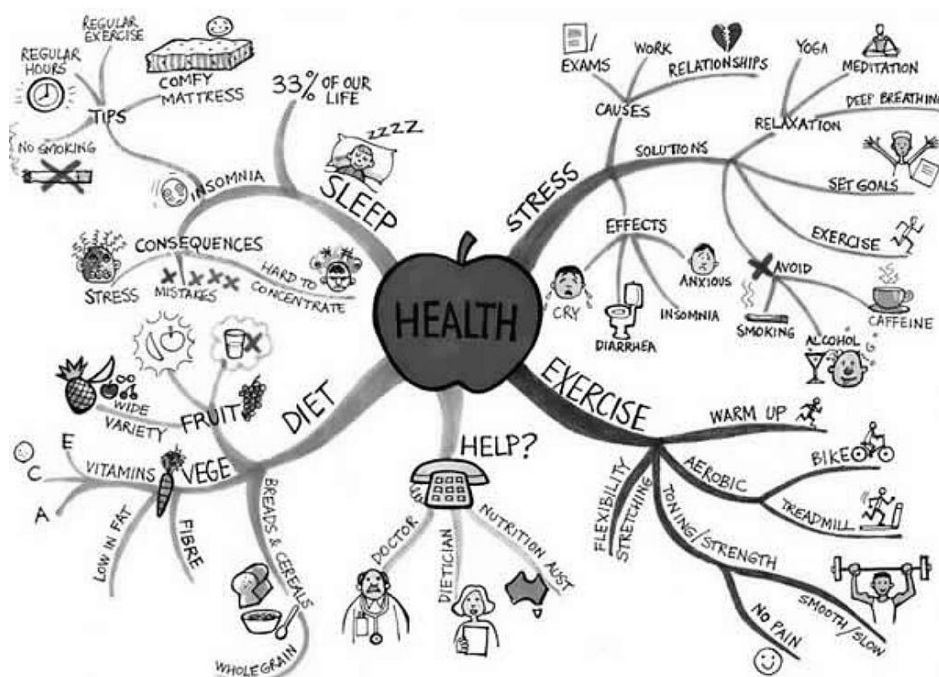 HEALTH
SLEEP
33% OF OUR
LIFE
ZZZZ
INSOMNIA
TIPS
REGULAR
HOURS
REGULAR
EXERCISE
COMFY
MATTRESS
NO SMOKING
CONSEQUENCES
STRESS
MISTAKES
HARD TO
CONCENTRATE
STRESS
CAUSES
EXAMS
WORK
RELATIONSHIPS
SOLUTIONS
RELAXATION
YOGA
MEDITATION
DEEP BREATHING
SET GOALS
EXERCISE
AVOID
SMOKING
ALCOHOL
CAFFEINE
EFFECTS
CRY
DIARRHEA
INSOMNIA
ANXIOUS
DIET
FRUIT
WIDE
VARIETY
VEGE
VITAMINS
E
C
A
LOW IN FAT
FIBRE
BREADS & CEREALS
WHOLEGRAIN
HELP?
DOCTOR
DIETICIAN
NUTRITION AUST
EXERCISE
WARM UP
AEROBIC
BIKE
TREADMILL
TONING/STRENGTH
SMOOTH/SLOW
NO PAIN
FLEXIBILITY
STRETCHING